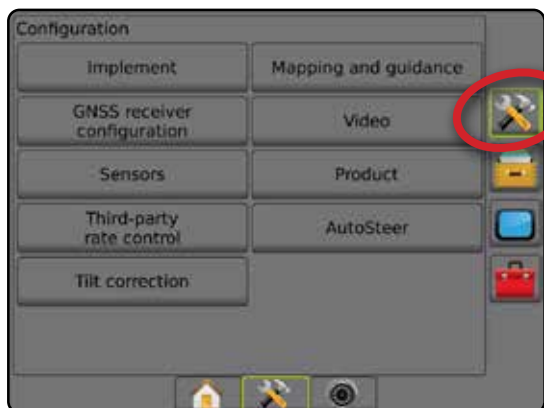 Configuration
Implement
Mapping and guidance
GNSS receiver
configuration
Video
Sensors
Product
Third-party
rate control
AutoSteer
Tilt correction